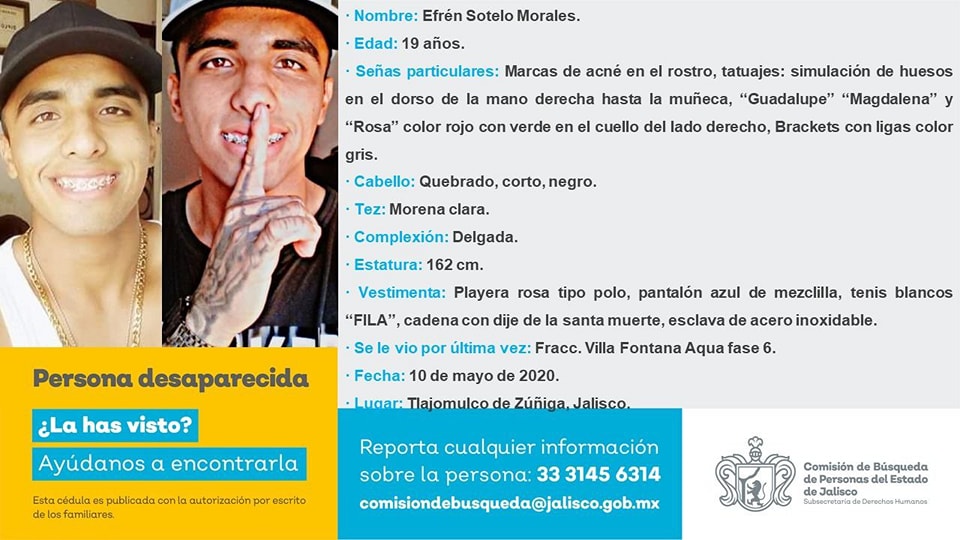 · Nombre: Efrén Sotelo Morales.
· Edad: 19 años.
· Señas particulares: Marcas de acné en el rostro, tatuajes: simulación de huesos
en el dorso de la mano derecha hasta la muñeca, “Guadalupe” “Magdalena” y
“Rosa” color rojo con verde en el cuello del lado derecho, Brackets con ligas color
gris.
· Cabello: Quebrado, corto, negro.
· Tez: Morena clara.
· Complexión: Delgada.
· Estatura: 162 cm.
· Vestimenta: Playera rosa tipo polo, pantalón azul de mezclilla, tenis blancos
“FILA”, cadena con dije de la santa muerte, esclava de acero inoxidable.
· Se le vio por última vez: Fracc. Villa Fontana Aqua fase 6.
· Fecha: 10 de mayo de 2020.
· Lugar: Tlajomulco de Zúñiga, Jalisco.
Persona desaparecida
¿La has visto?
Ayúdanos a encontrarla
Esta cédula es publicada con la autorización por escrito
de los familiares.
Reporta cualquier información
sobre la persona: 33 3145 6314
comisiondebusqueda@jalisco.gob.mx
Comisión de Búsqueda
de Personas del Estado
de Jalisco
Subsecretaría de Derechos Humanos